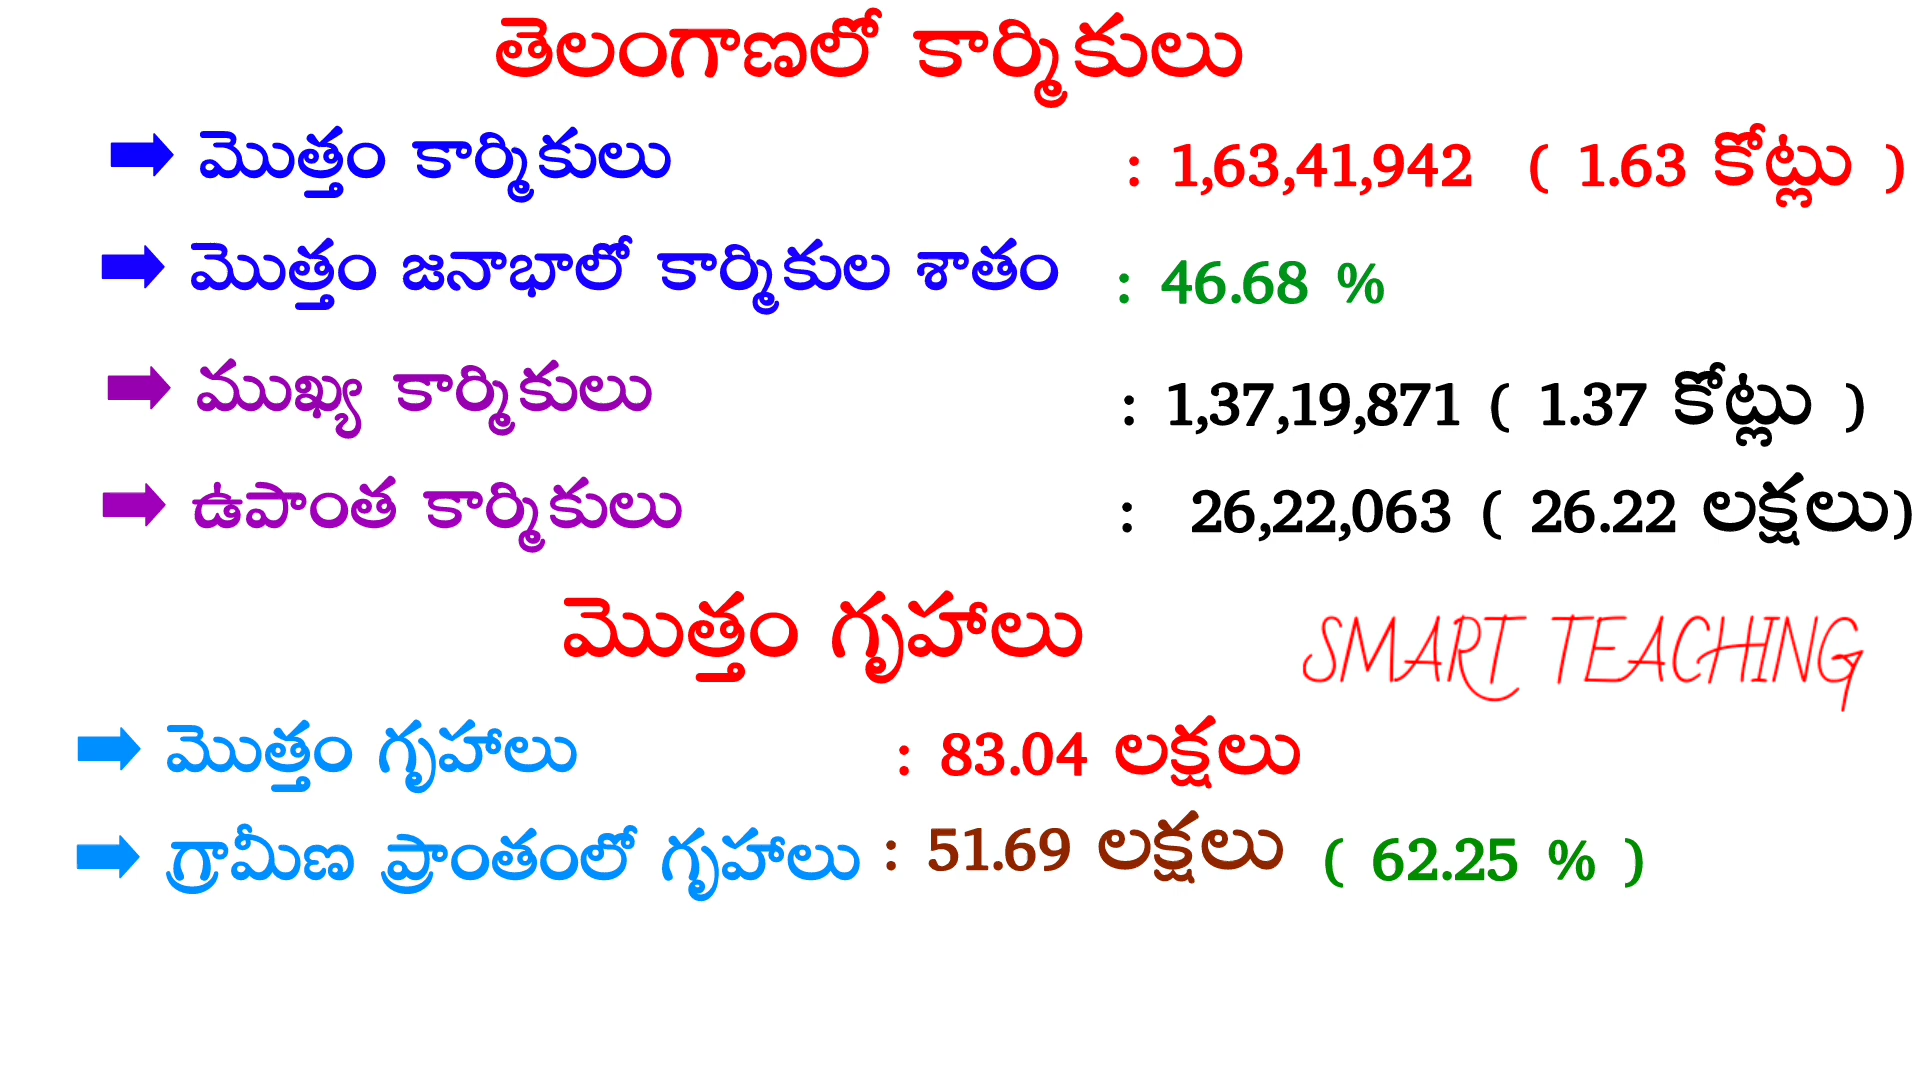 తెలంగాణలో కార్మికులు
మొత్తం కార్మికులు : 1,63,41,942 ( 1.63 కోట్లు )
మొత్తం జనాభాలో కార్మికుల శాతం : 46.68 %
ముఖ్య కార్మికులు : 1,37,19,871 ( 1.37 కోట్లు )
ఉపాంత కార్మికులు : 26,22,063 ( 26.22 లక్షలు)
మొత్తం గృహాలు
SMART TEACHING
మొత్తం గృహాలు : 83.04 లక్షలు
గ్రామీణ ప్రాంతంలో గృహాలు : 51.69 లక్షలు ( 62.25 % )